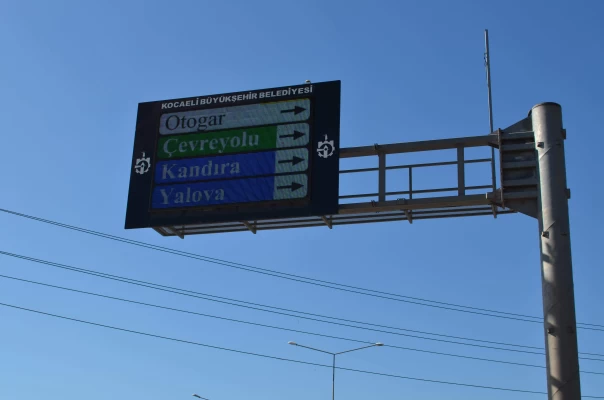 KOCAELİ BÜYÜKŞEHİR BELEDİYESİ
Otogar
Çevreyolu
Kandıra
Yalova